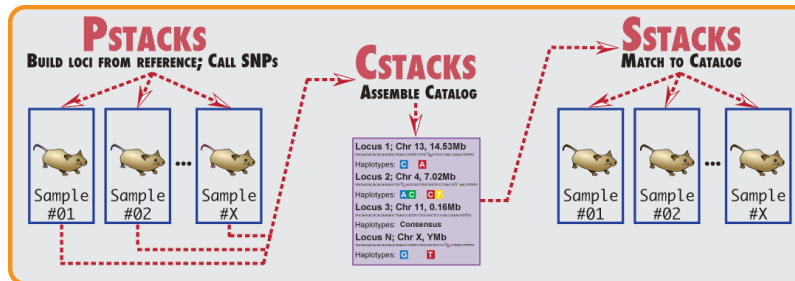 PSTACKS
BUILD LOCI FROM REFERENCE; CALL SNPS
Sample
#01
Sample
#02
...
Sample
#X
CSTACKS
ASSEMBLE CATALOG
Locus 1; Chr 13, 14.53Mb
Haplotypes: C A
Locus 2; Chr 4, 7.02Mb
Haplotypes: AC CT
Locus 3; Chr 11, 0.16Mb
Haplotypes: Consensus
Locus N; Chr X, YMb
Haplotypes: G T
SSTACKS
MATCH TO CATALOG
Sample
#01
Sample
#02
...
Sample
#X